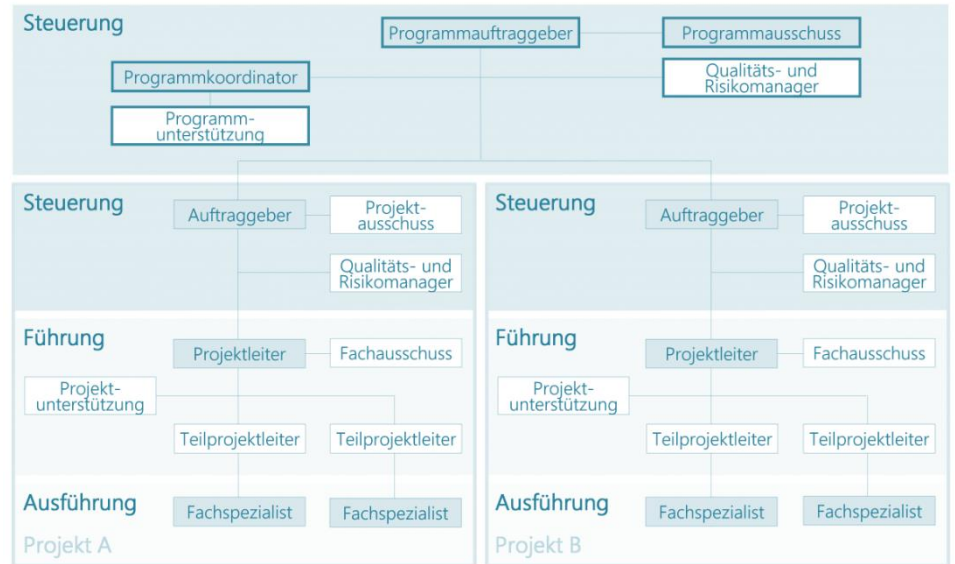 Steuerung
Programmauftraggeber
Programmausschuss
Programmkoordinator
Qualitäts- und
Risikomanager
Programm-
unterstützung
Steuerung
Auftraggeber
Projekt-
ausschuss
Qualitäts- und
Risikomanager
Führung
Projektleiter
Fachausschuss
Projekt-
unterstützung
Teilprojektleiter
Teilprojektleiter
Ausführung
Fachspezialist
Fachspezialist
Projekt A
Steuerung
Auftraggeber
Projekt-
ausschuss
Qualitäts- und
Risikomanager
Führung
Projektleiter
Fachausschuss
Projekt-
unterstützung
Teilprojektleiter
Teilprojektleiter
Ausführung
Fachspezialist
Fachspezialist
Projekt B